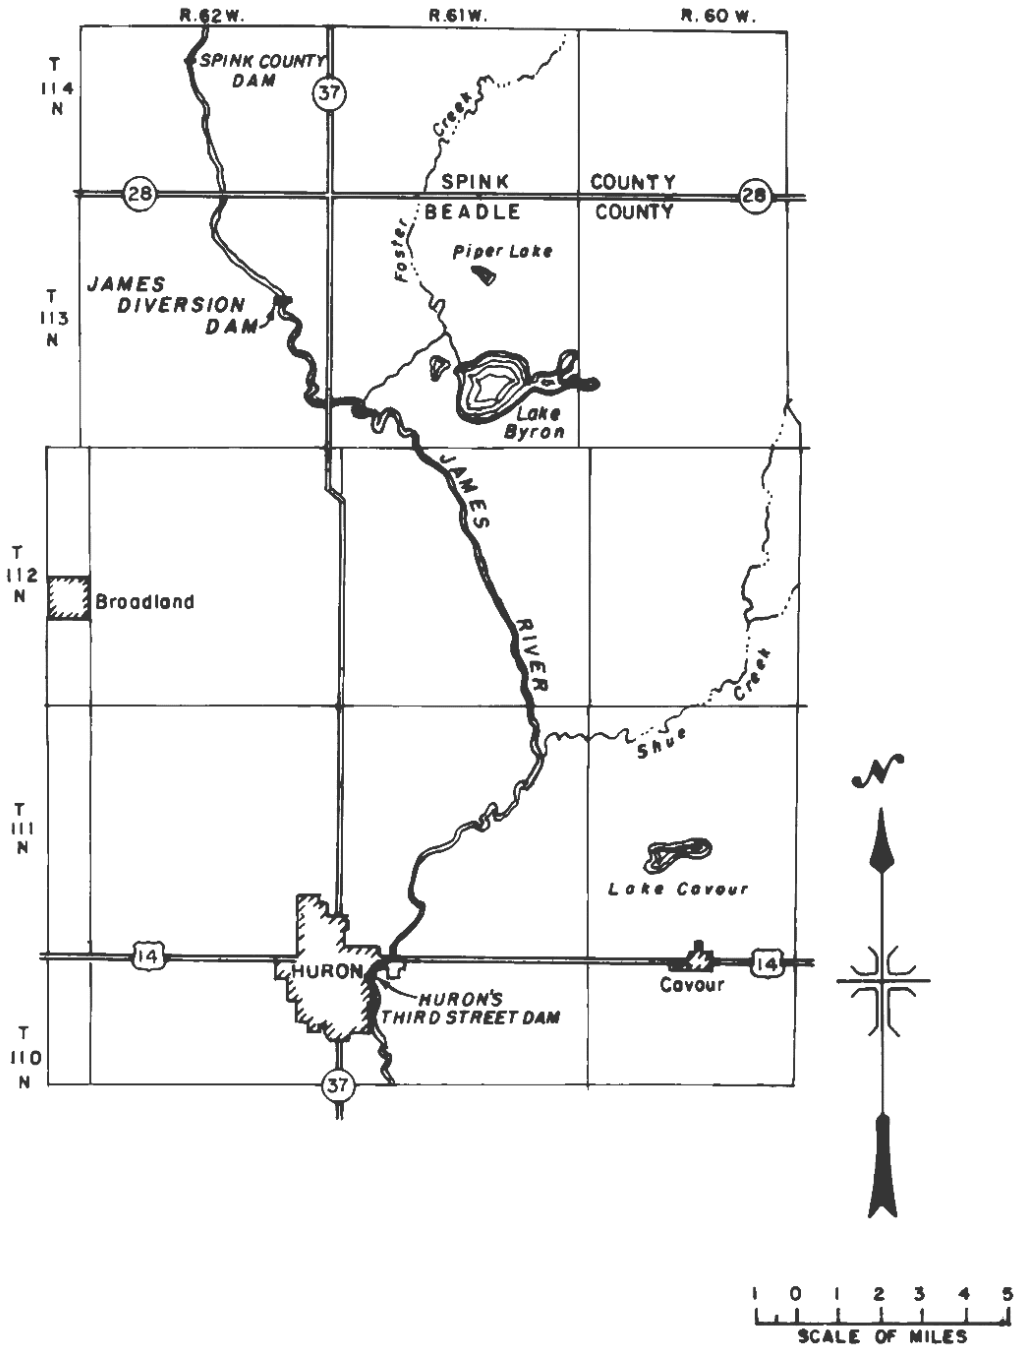 R.62W. R.61W. R.60W.
T
114
N
SPINK COUNTY
DAM
37
Creek
28
SPINK COUNTY
28
BEADLE COUNTY
Foster
Piper Lake
JAMES
DIVERSION
DAM
T
113
N
Lake
Byron
JAMES
T
112
N
Broadland
RIVER
Creek
Shue
T
111
N
Lake Cavour
N
14
14
HURON
Cavour
HURON'S
THIRD STREET DAM
T
110
N
37
1 0 1 2 3 4 5
SCALE OF MILES